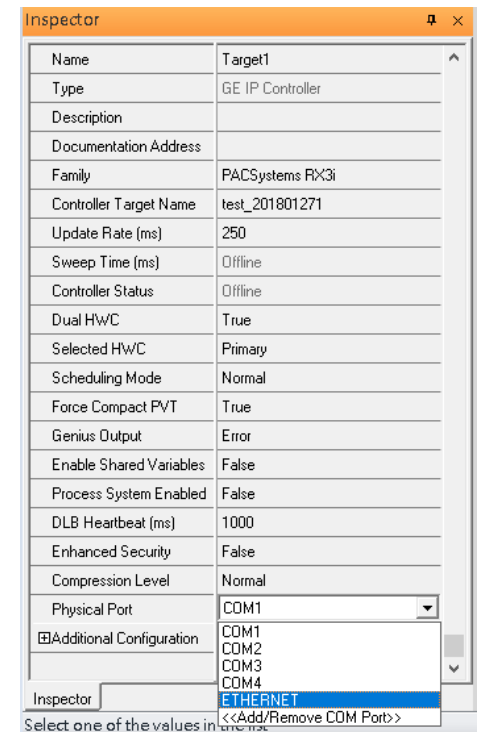 Inspector
Name Target1
Type GE IP Controller
Description
Documentation Address
Family PACSystems RX3i
Controller Target Name test_201801271
Update Rate (ms) 250
Sweep Time (ms) Offline
Controller Status Offline
Dual HWC True
Selected HWC Primary
Scheduling Mode Normal
Force Compact PVT True
Genius Output Error
Enable Shared Variables False
Process System Enabled False
DLB Heartbeat (ms) 1000
Enhanced Security False
Compression Level Normal
Physical Port COM1
Additional Configuration
COM1
COM2
COM3
COM4
ETHERNET
<<Add/Remove COM Port>>
Inspector
Select one of the values in the list